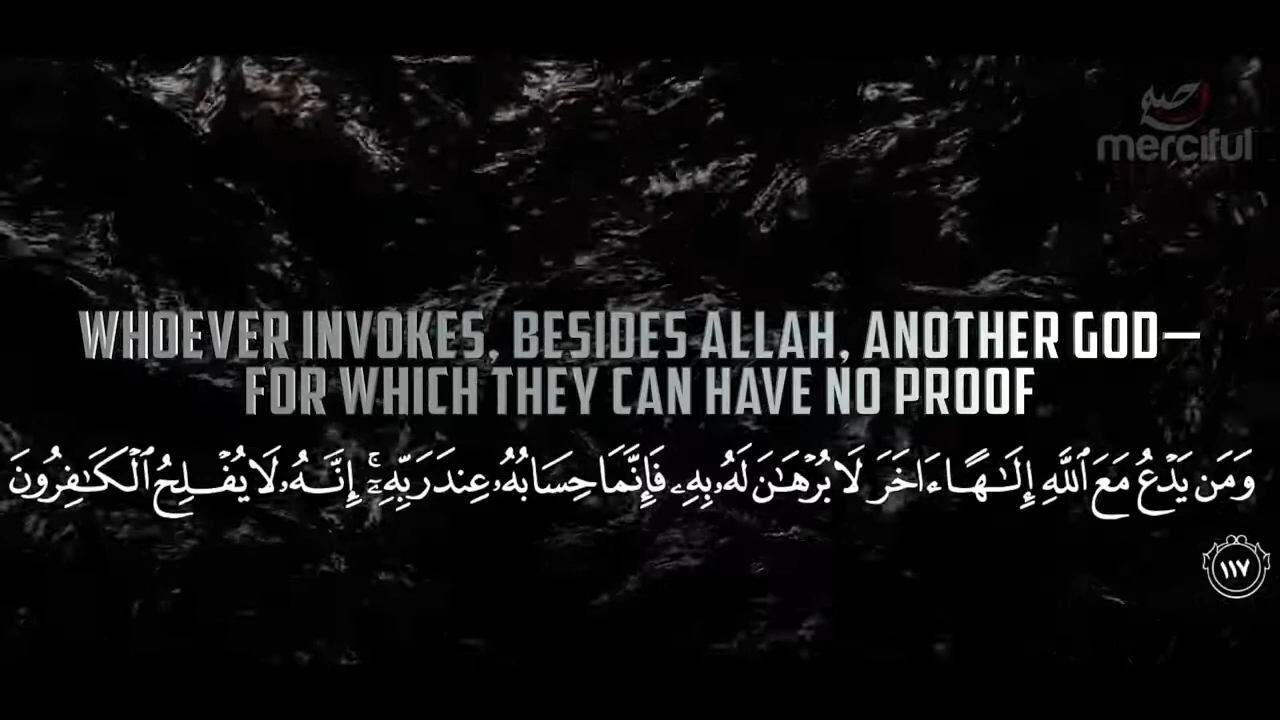 merciful
WHOEVER INVOKES, BESIDES ALLAH, ANOTHER GOD—
FOR WHICH THEY CAN HAVE NO PROOF
وَمَن يَدْعُ مَعَ ٱللَّهِ إِلَـٰهًا ءَاخَرَ لَا بُرْهَـٰنَ لَهُۥ بِهِۦ فَإِنَّمَا حِسَابُهُۥ عِندَ رَبِّهِۦٓ ۚ إِنَّهُۥ لَا يُفْلِحُ ٱلْكَـٰفِرُونَ
١١٧